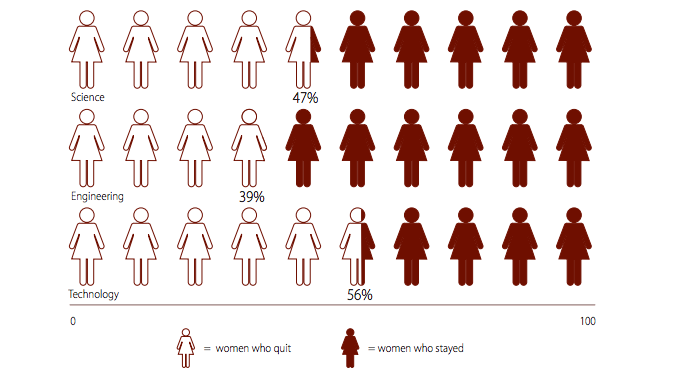 Science
47%
Engineering
39%
Technology
56%
0 100
= women who quit = women who stayed